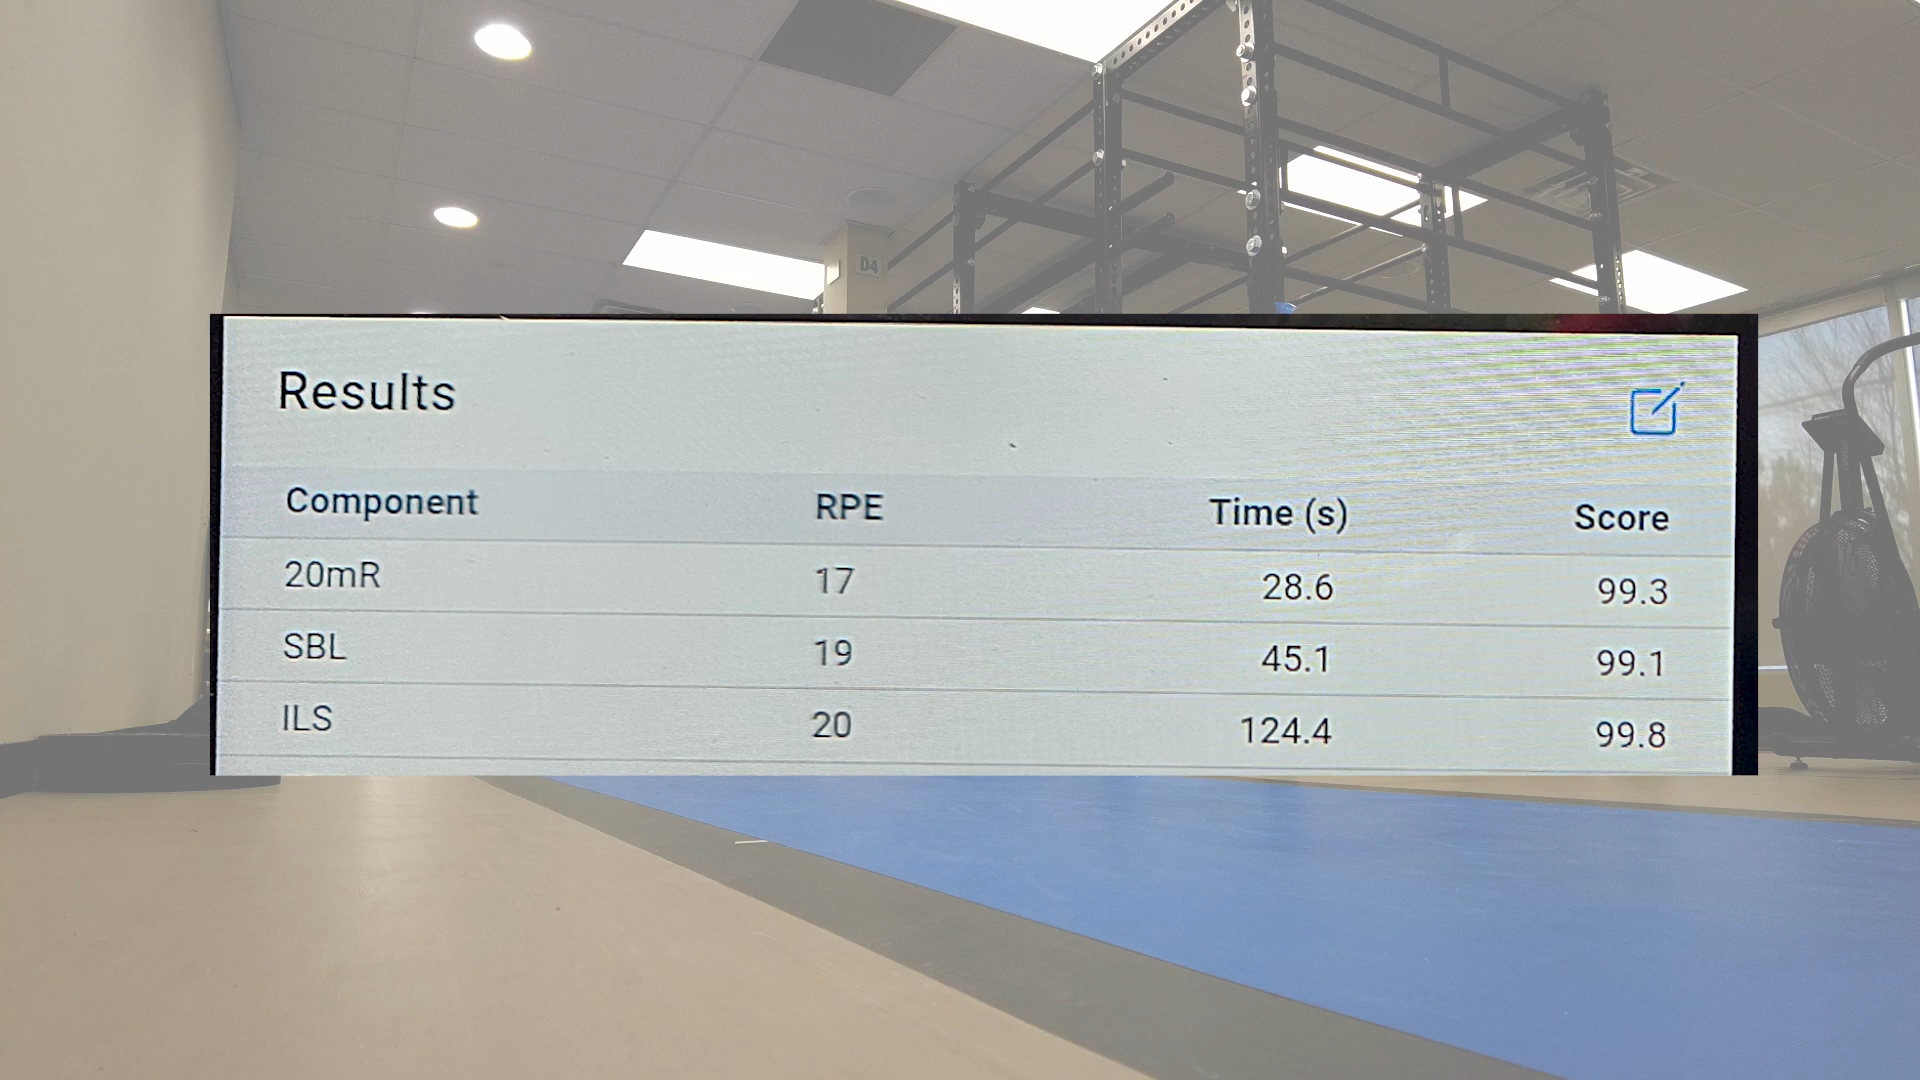 D4
Results
Component RPE Time (s) Score
20mR 17 28.6 99.3
SBL 19 45.1 99.1
ILS 20 124.4 99.8